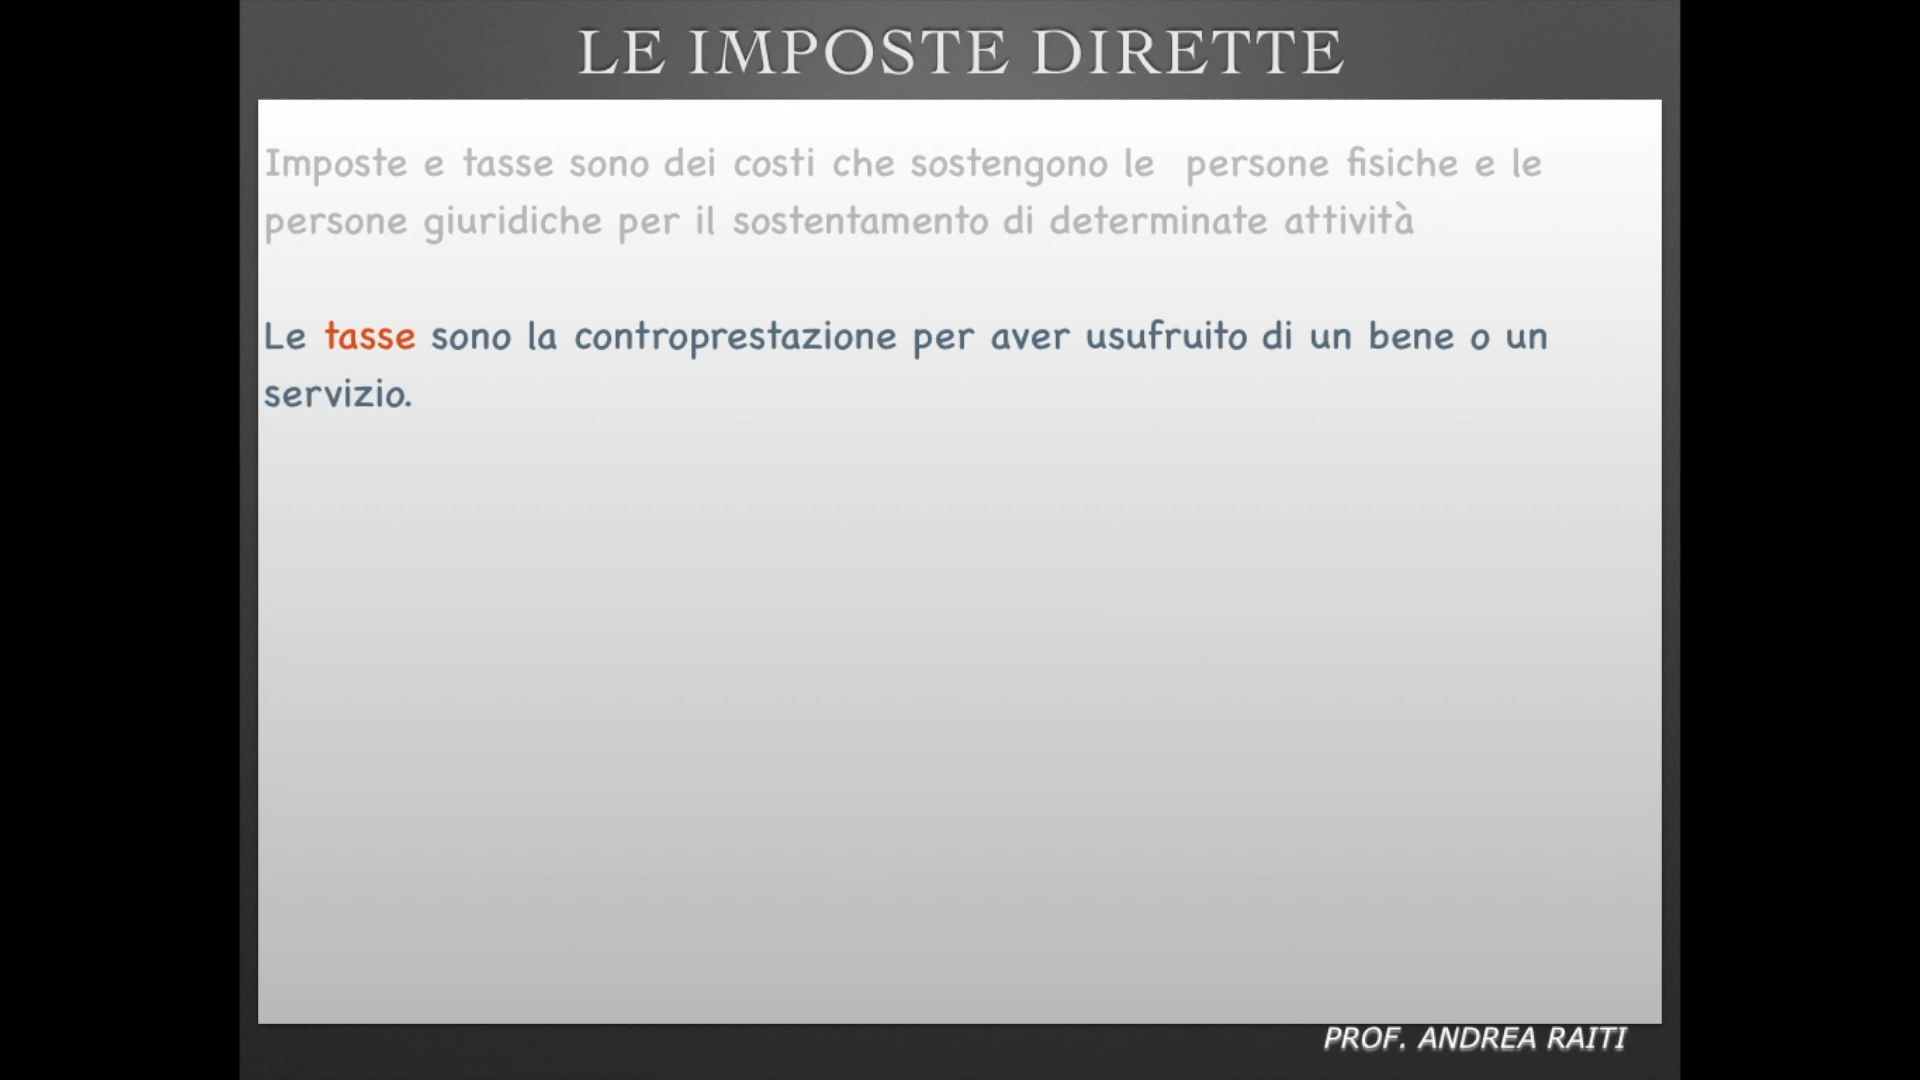 LE IMPOSTE DIRETTE
Imposte e tasse sono dei costi che sostengono le persone fisiche e le
persone giuridiche per il sostentamento di determinate attività
Le tasse sono la controprestazione per aver usufruito di un bene o un
servizio.
PROF. ANDREA RAITI